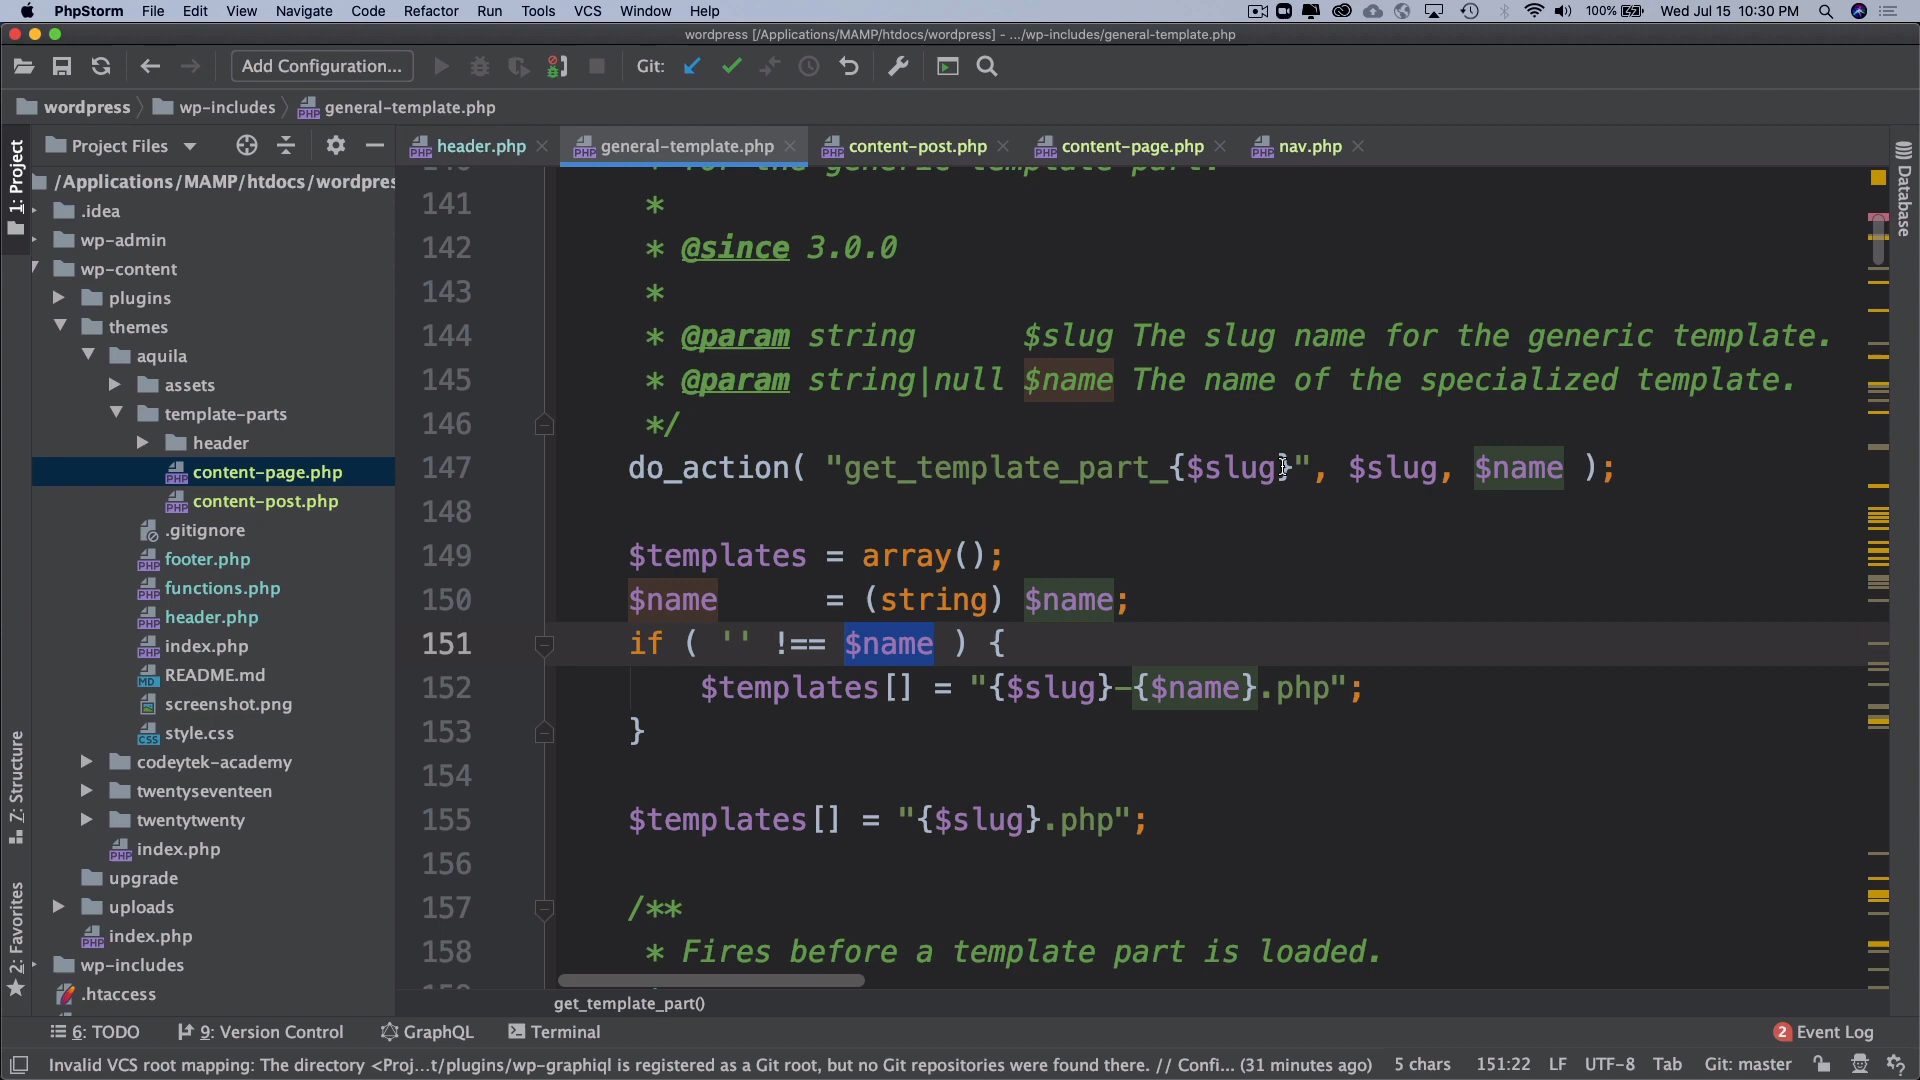 PhpStorm File Edit View Navigate Code Refactor Run Tools VCS Window Help 100% Wed Jul 15 10:30 PM
wordpress [/Applications/MAMP/htdocs/wordpress] - .../wp-includes/general-template.php
Add Configuration... Git:
wordpress wp-includes general-template.php
1: Project
Project Files
/Applications/MAMP/htdocs/wordpres
.idea
wp-admin
wp-content
plugins
themes
aquila
assets
template-parts
header
content-page.php
content-post.php
.gitignore
footer.php
functions.php
header.php
index.php
README.md
screenshot.png
style.css
codeytek-academy
twentyseventeen
twentytwenty
index.php
upgrade
uploads
index.php
wp-includes
.htaccess
Z: Structure
2: Favorites
header.php general-template.php content-post.php content-page.php nav.php
* for the generic template part.
141 *
142 * @since 3.0.0
143 *
144 * @param string $slug The slug name for the generic template.
145 * @param string|null $name The name of the specialized template.
146 */
147 do_action( "get_template_part_{$slug}", $slug, $name );
148
149 $templates = array();
150 $name = (string) $name;
151 if ( '' !== $name ) {
152 $templates[] = "{$slug}-{$name}.php";
153 }
154
155 $templates[] = "{$slug}.php";
156
157 /**
158 * Fires before a template part is loaded.
get_template_part()
Database
6: TODO 9: Version Control GraphQL Terminal 2 Event Log
Invalid VCS root mapping: The directory <Proj...t/plugins/wp-graphiql is registered as a Git root, but no Git repositories were found there. // Confi... (31 minutes ago) 5 chars 151:22 LF UTF-8 Tab Git: master